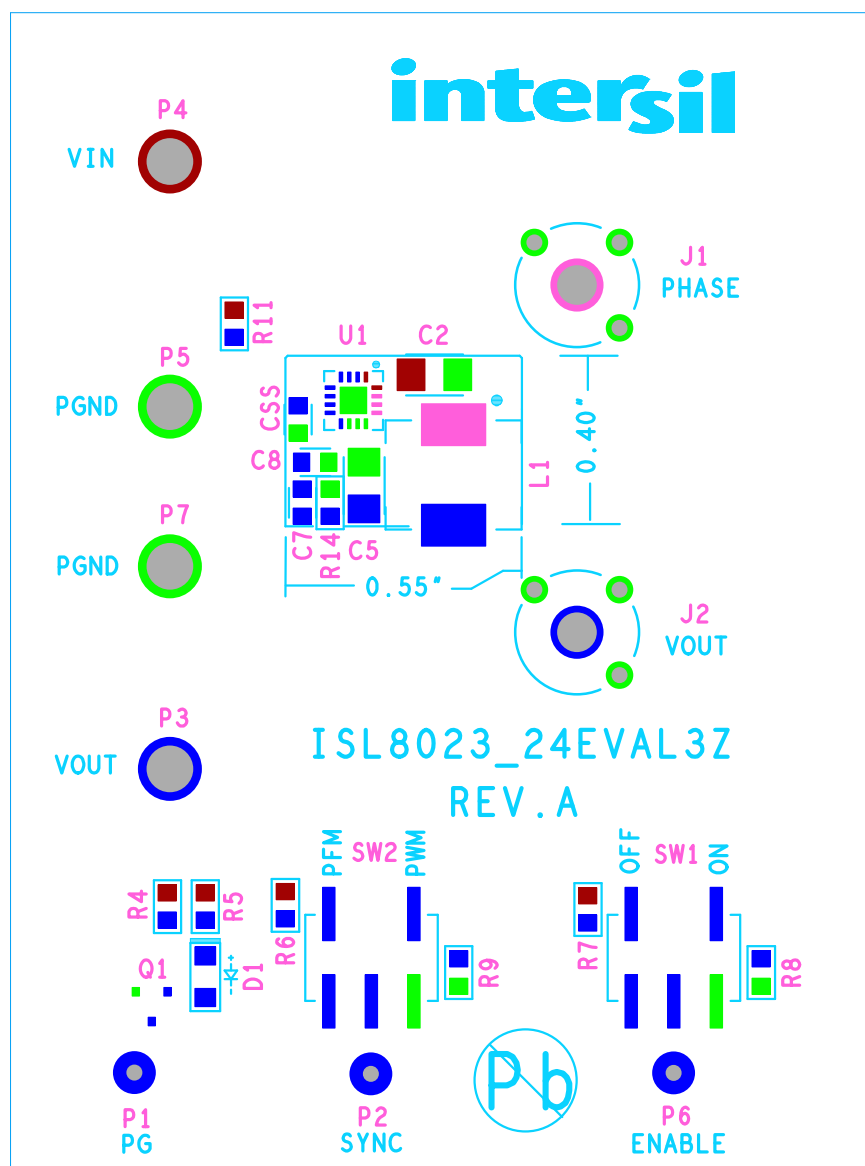 intersil
P4
VIN
J1
PHASE
R11
U1
C2
P5
PGND
CSS
0.40"
C8
L1
P7
PGND
C7
R14
C5
0.55"
J2
VOUT
P3
VOUT
ISL8023_24EVAL3Z
REV.A
PFM
SW2
PWM
OFF
SW1
ON
R4
R5
R6
R7
Q1
D1
R9
R8
Pb
P1
PG
P2
SYNC
P6
ENABLE